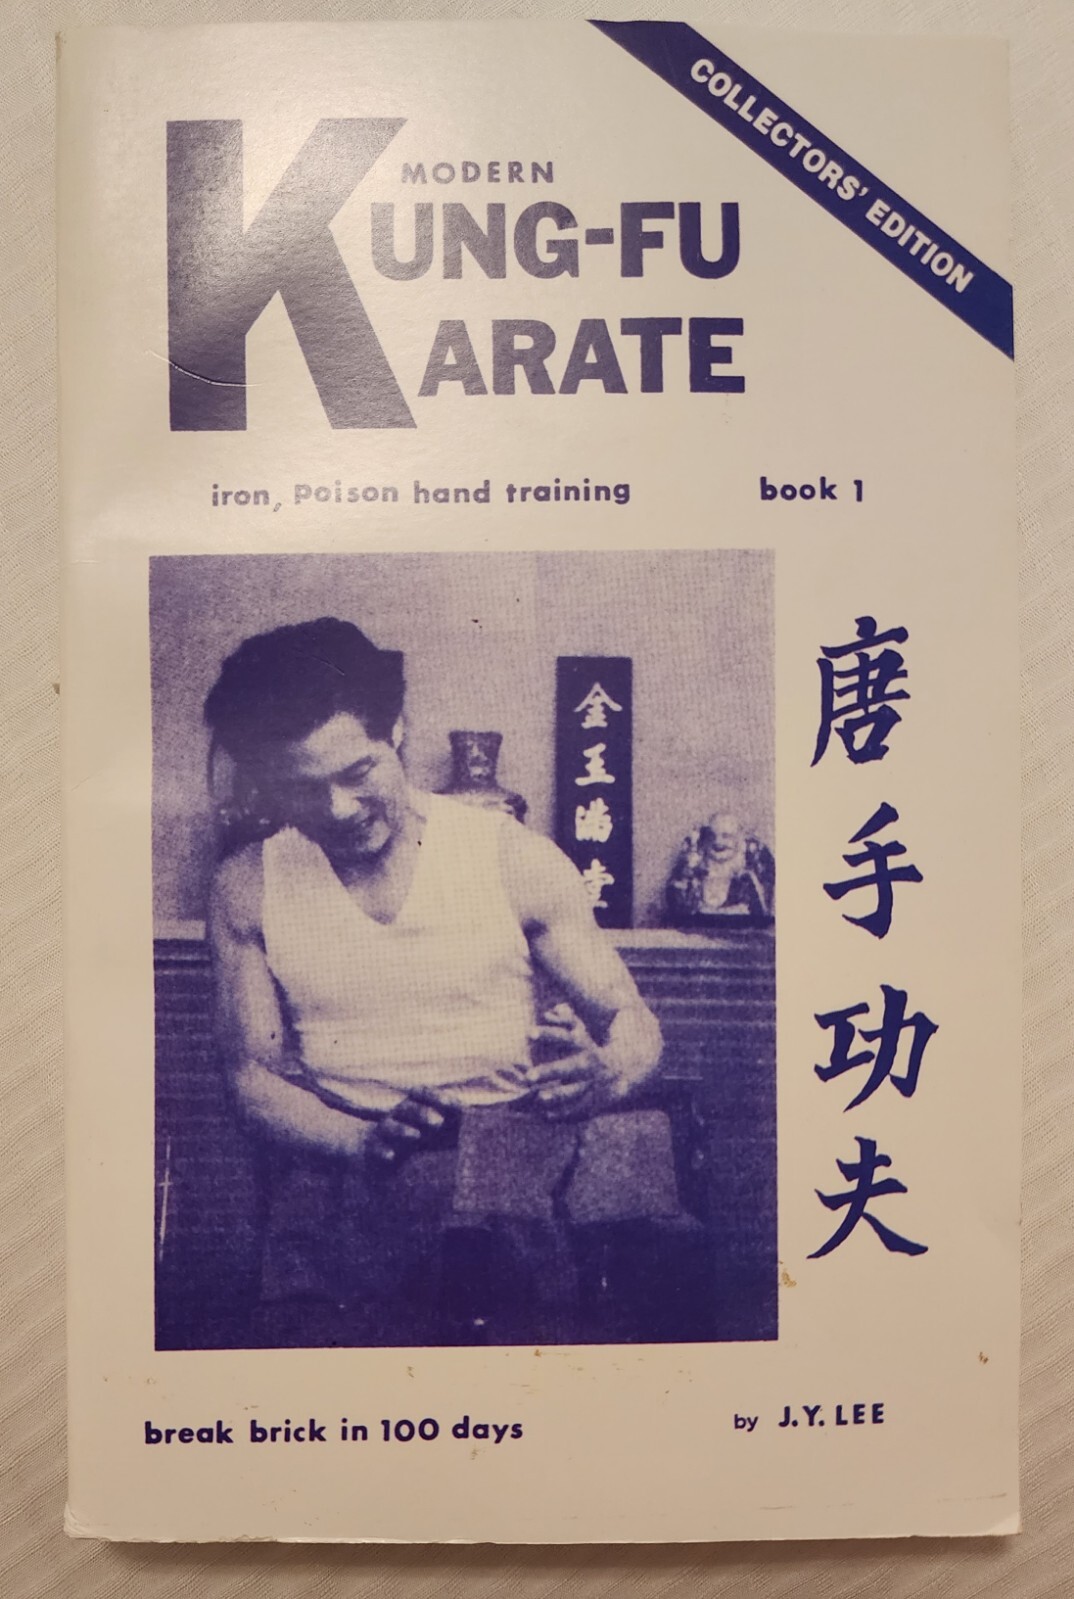 COLLECTORS' EDITION
MODERN
KUNG-FU
KARATE
iron, poison hand training
book 1
金玉滿堂
唐手功夫
break brick in 100 days
by J.Y. LEE